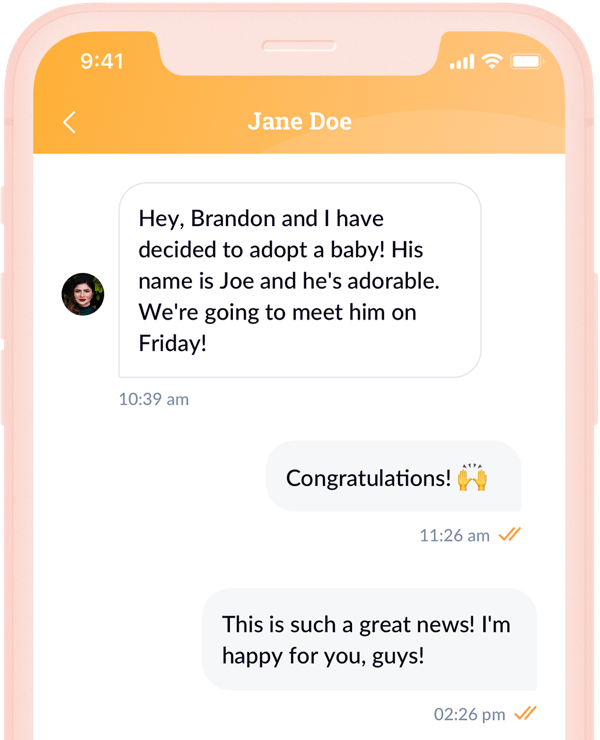 9:41
Jane Doe
Hey, Brandon and I have
decided to adopt a baby! His
name is Joe and he's adorable.
We're going to meet him on
Friday!
10:39 am
Congratulations! 🙌
11:26 am
This is such a great news! I'm
happy for you, guys!
02:26 pm